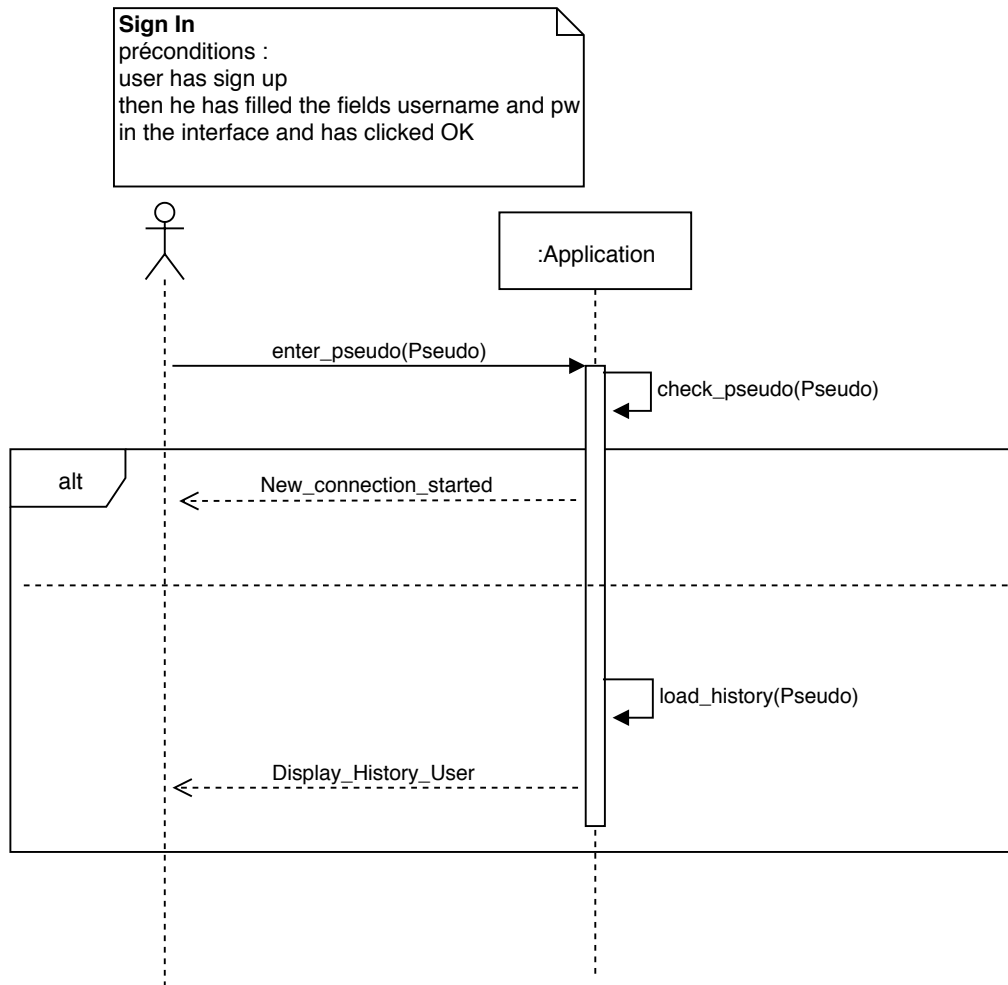 Sign In
préconditions :
user has sign up
then he has filled the fields username and pw
in the interface and has clicked OK
:Application
enter_pseudo(Pseudo)
check_pseudo(Pseudo)
alt
New_connection_started
load_history(Pseudo)
Display_History_User